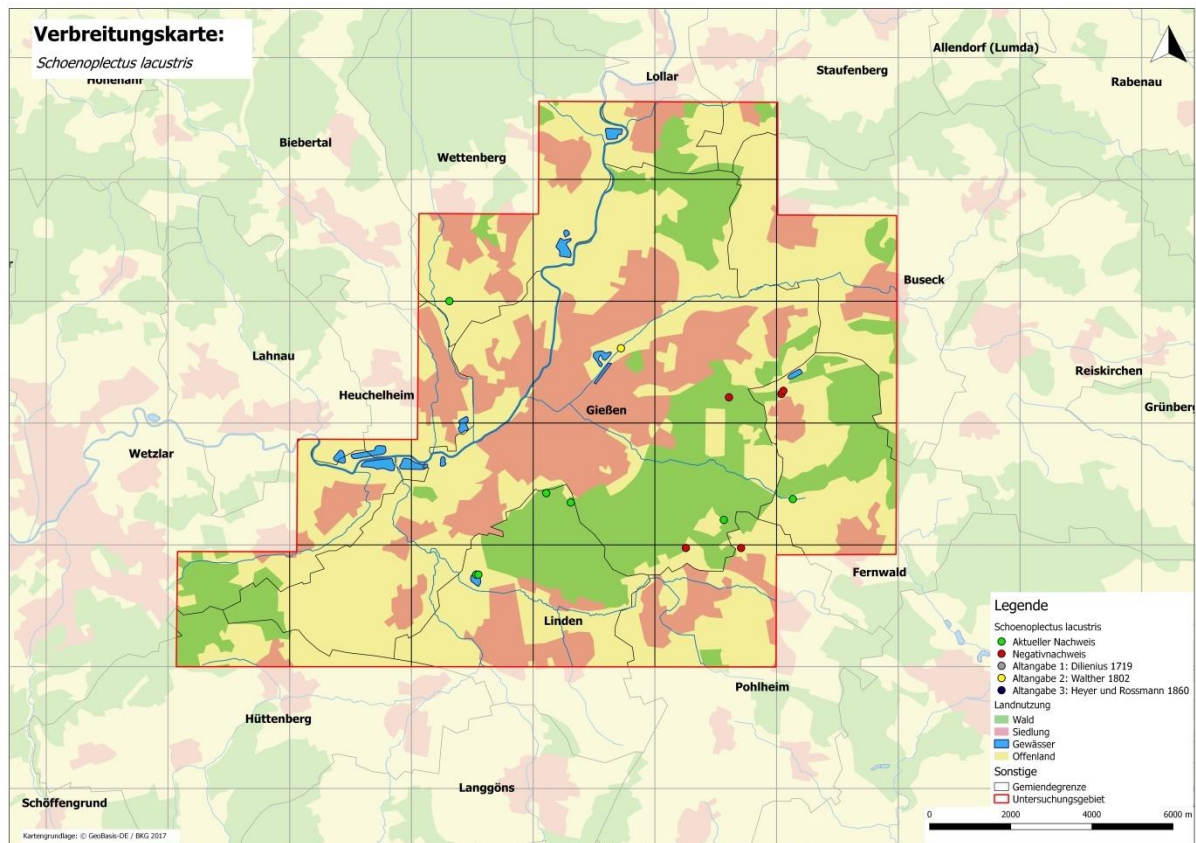 Verbreitungskarte:
Schoenoplectus lacustris
Hohenahr
Lollar
Allendorf (Lumda)
Staufenberg
Rabenau
Biebertal
Wettenberg
Buseck
Lahnau
Reiskirchen
Heuchelheim
Gießen
Grünberg
Wetzlar
Fernwald
Linden
Pohlheim
Hüttenberg
Langgöns
Schöffengrund
Legende
Schoenoplectus lacustris
Aktueller Nachweis
Negativnachweis
Altangabe 1: Dilienius 1719
Altangabe 2: Walther 1802
Altangabe 3: Heyer und Rossmann 1860
Landnutzung
Wald
Siedlung
Gewässer
Offenland
Sonstige
Gemiendegrenze
Untersuchungsgebiet
0 2000 4000 6000 m
Kartengrundlage: © GeoBasis-DE / BKG 2017